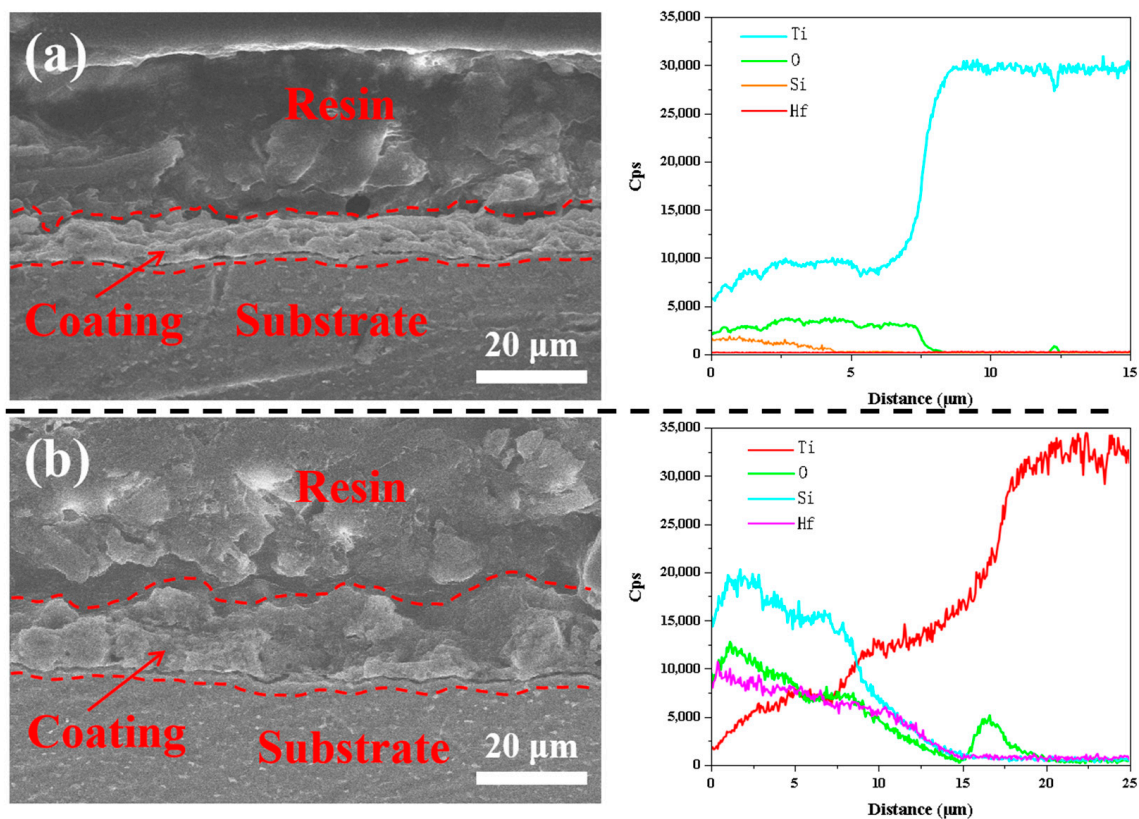 (a)
Resin
Coating
Substrate
20 μm
35,000
30,000
25,000
20,000
15,000
10,000
5,000
0
Cps
Ti
O
Si
Hf
0 5 10 15
Distance (μm)
(b)
Resin
Coating
Substrate
20 μm
35,000
30,000
25,000
20,000
15,000
10,000
5,000
0
Cps
Ti
O
Si
Hf
0 5 10 15 20 25
Distance (μm)